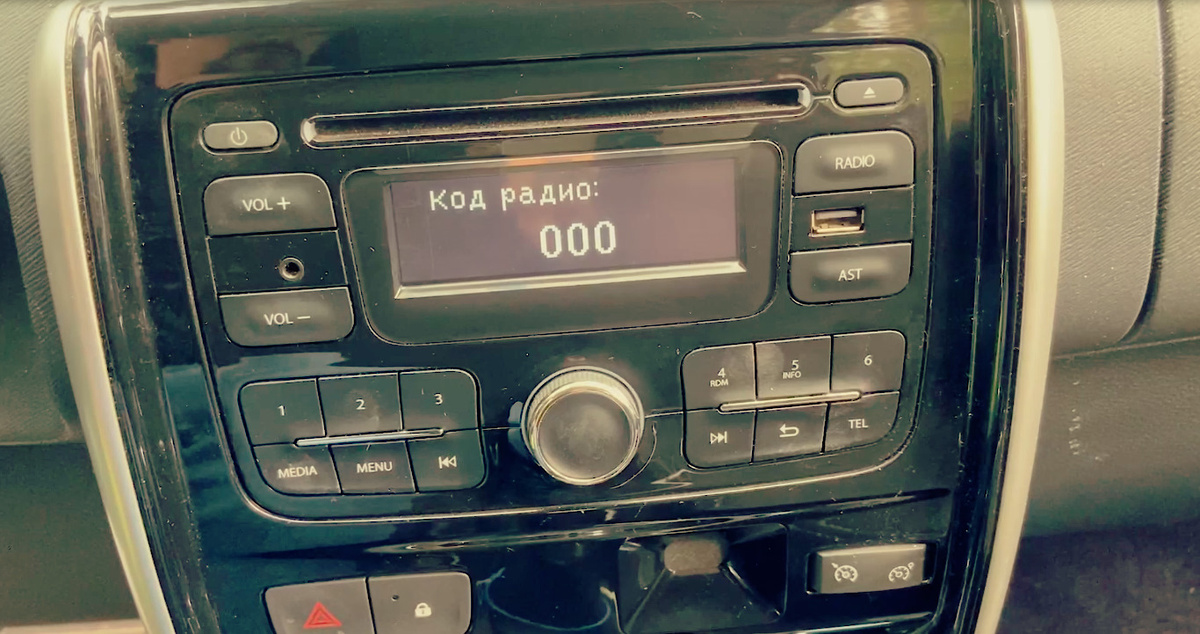 RADIO
VOL +
Код радио:
000
AST
VOL −
1 2 3
4 RDM 5 INFO 6
MEDIA MENU
TEL